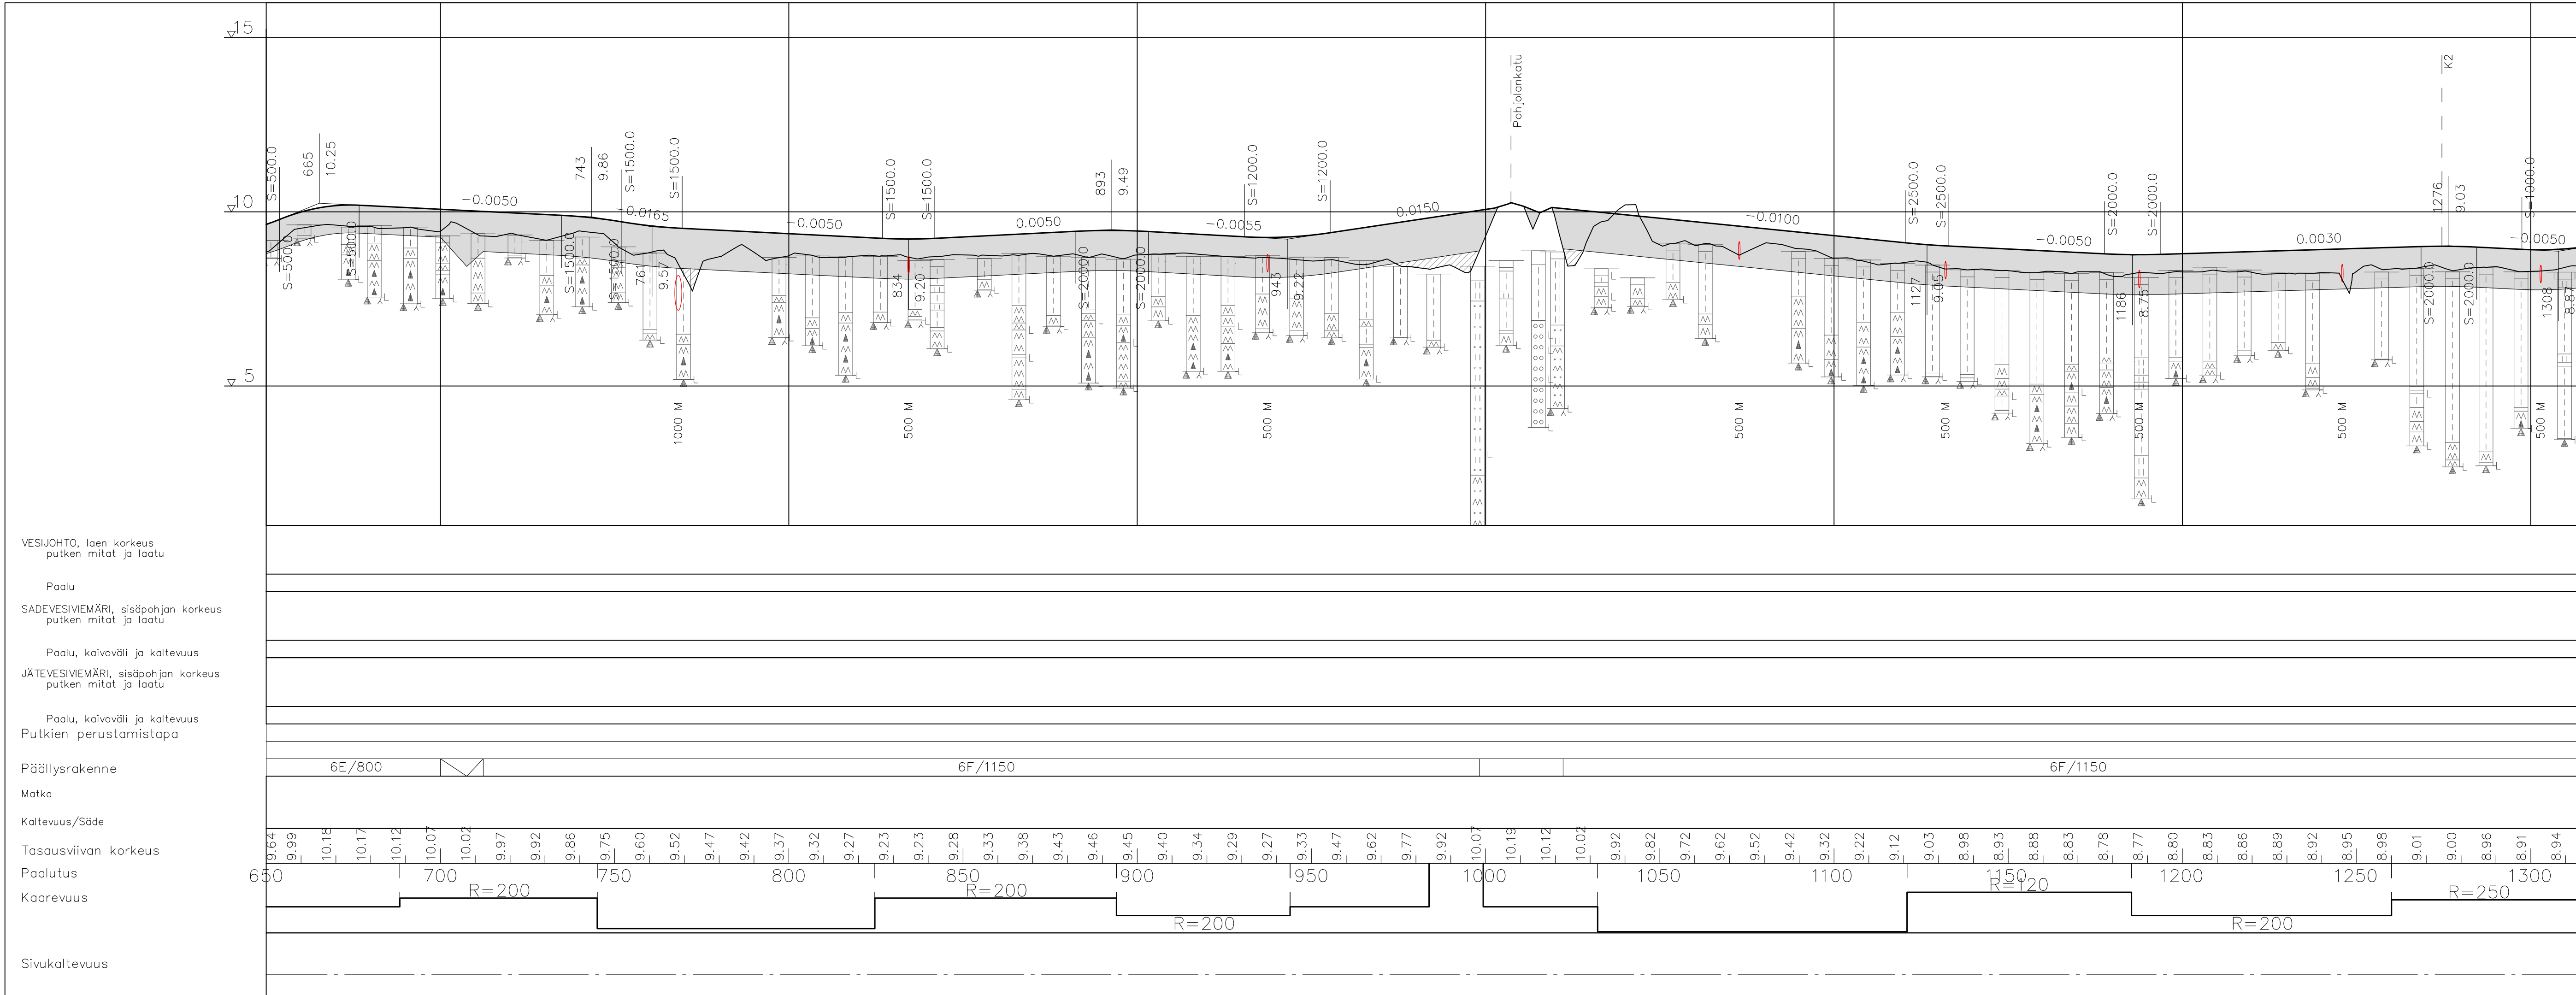 15
10
5
S=500.0
665
10.25
S=5000.0
S=500.0
-0.0050
743
9.86
S=1500.0
S=1500.0
-0.0165
S=1500.0
S=1500.0
761
9.57
1000 M
-0.0050
S=1500.0
S=1500.0
834
9.20
500 M
0.0050
893
9.49
S=2000.0
S=2000.0
-0.0055
S=1200.0
S=1200.0
943
9.22
500 M
0.0150
Pohjolankatu
-0.0100
500 M
S=2500.0
S=2500.0
1127
9.05
500 M
-0.0050
S=2000.0
S=2000.0
1186
8.75
500 M
0.0030
500 M
K2
1276
9.03
S=2000.0
S=2000.0
S=1000.0
-0.0050
1308
8.87
500 M
VESIJOHTO, laen korkeus
putken mitat ja laatu
Paalu
SADEVESIVIEMÄRI, sisäpohjan korkeus
putken mitat ja laatu
Paalu, kaivoväli ja kaltevuus
JÄTEVESIVIEMÄRI, sisäpohjan korkeus
putken mitat ja laatu
Paalu, kaivoväli ja kaltevuus
Putkien perustamistapa
Päällysrakenne 6E/800 6F/1150 6F/1150
Matka
Kaltevuus/Säde
Tasausviivan korkeus 9.64 9.99 10.18 10.17 10.12 10.07 10.02 9.97 9.92 9.86 9.75 9.60 9.52 9.47 9.42 9.37 9.32 9.27 9.23 9.23 9.28 9.33 9.38 9.43 9.46 9.45 9.40 9.34 9.29 9.27 9.33 9.47 9.62 9.77 9.92 10.07 10.19 10.12 10.02 9.92 9.82 9.72 9.62 9.52 9.42 9.32 9.22 9.12 9.03 8.98 8.93 8.88 8.83 8.78 8.77 8.80 8.83 8.86 8.89 8.92 8.95 8.98 9.01 9.00 8.96 8.91 8.94
Paalutus 650 700 750 800 850 900 950 1000 1050 1100 1150 1200 1250 1300
Kaarevuus R=200 R=200 R=200 R=120 R=200 R=250
Sivukaltevuus